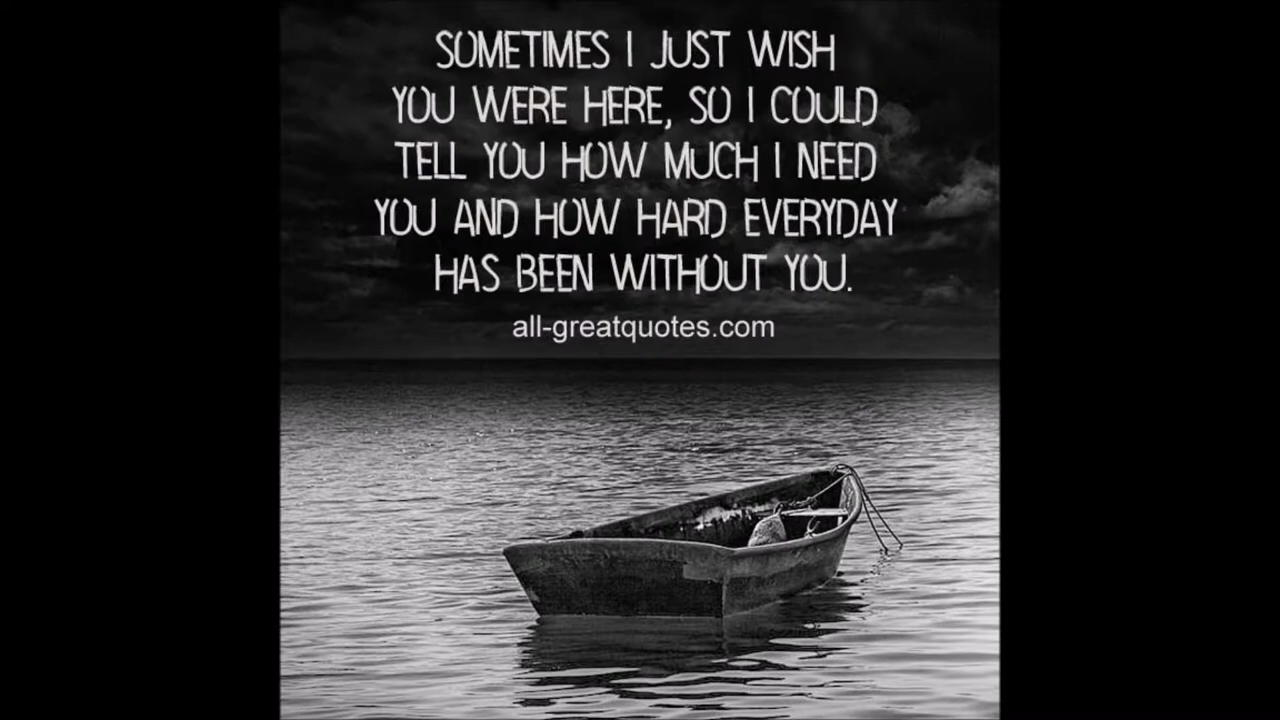 SOMETIMES I JUST WISH
YOU WERE HERE, SO I COULD
TELL YOU HOW MUCH I NEED
YOU AND HOW HARD EVERYDAY
HAS BEEN WITHOUT YOU.
all-greatquotes.com